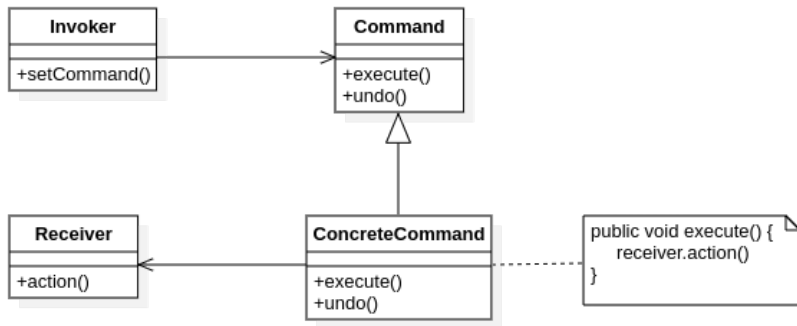 Invoker
+setCommand()
Command
+execute()
+undo()
Receiver
+action()
ConcreteCommand
+execute()
+undo()
public void execute() {
receiver.action()
}